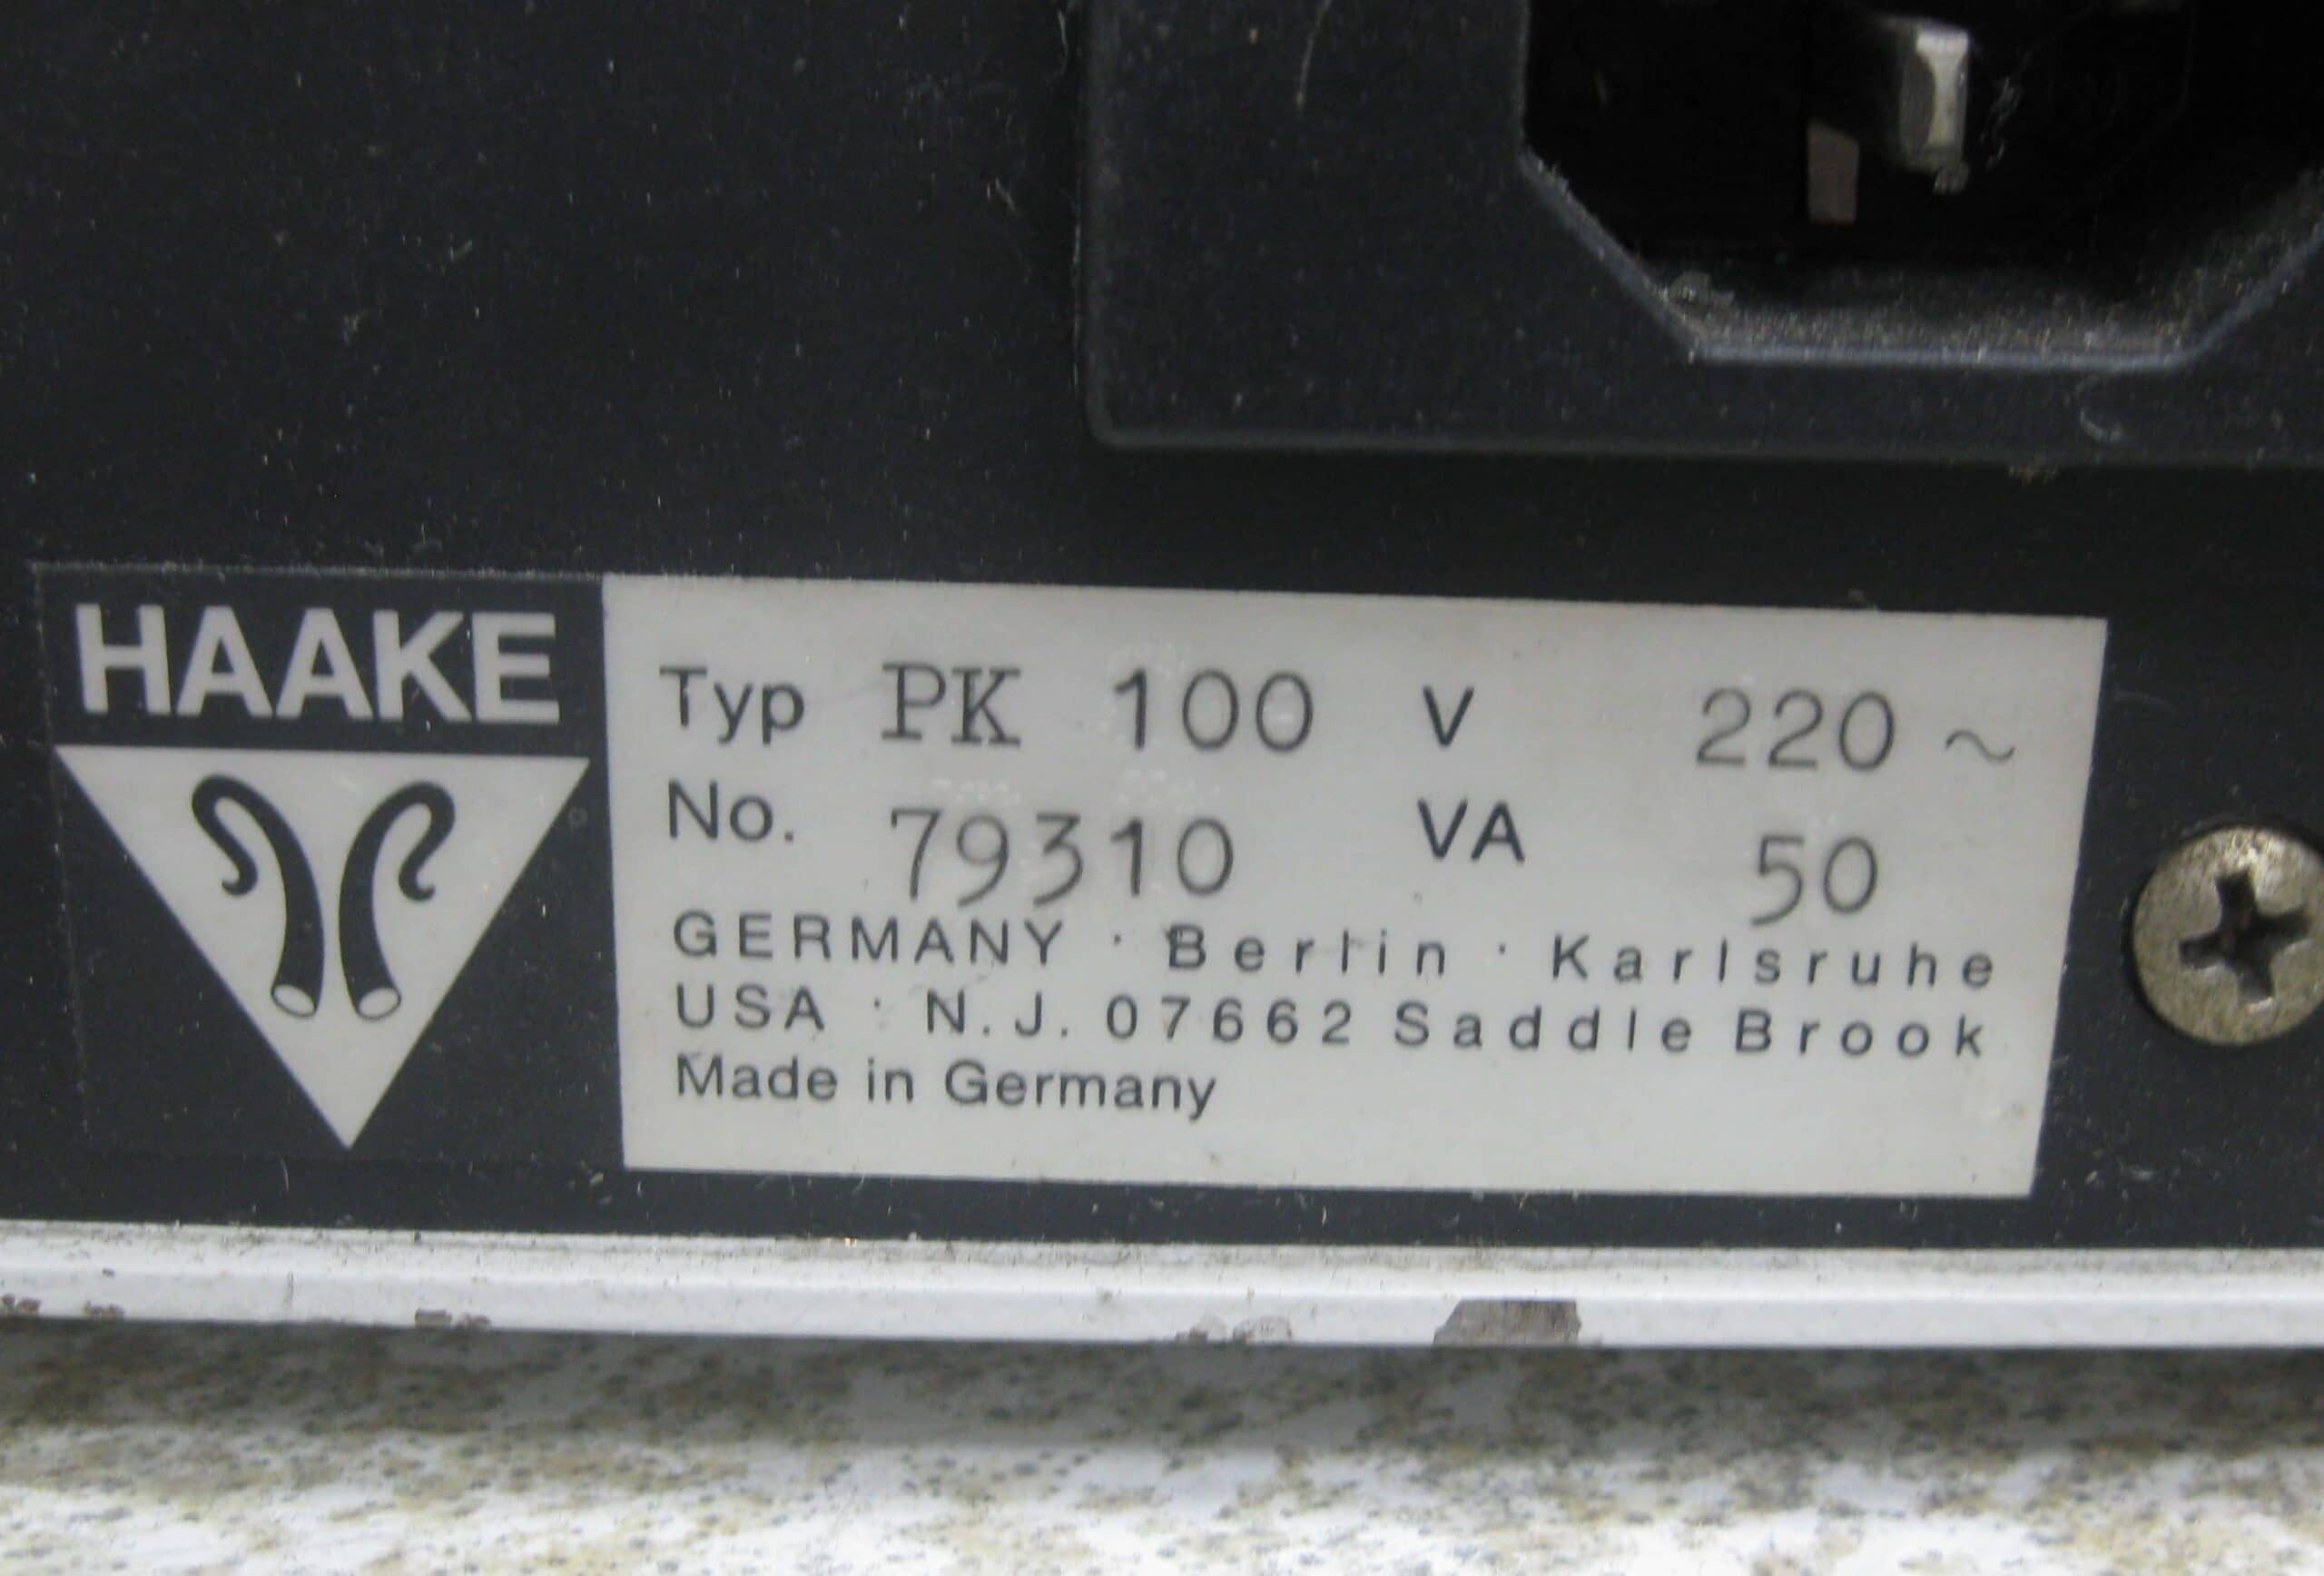 HAAKE
Typ PK 100 V 220 ~
No. 79310 VA 50
GERMANY · Berlin · Karlsruhe
USA · N.J. 07662 Saddle Brook
Made in Germany